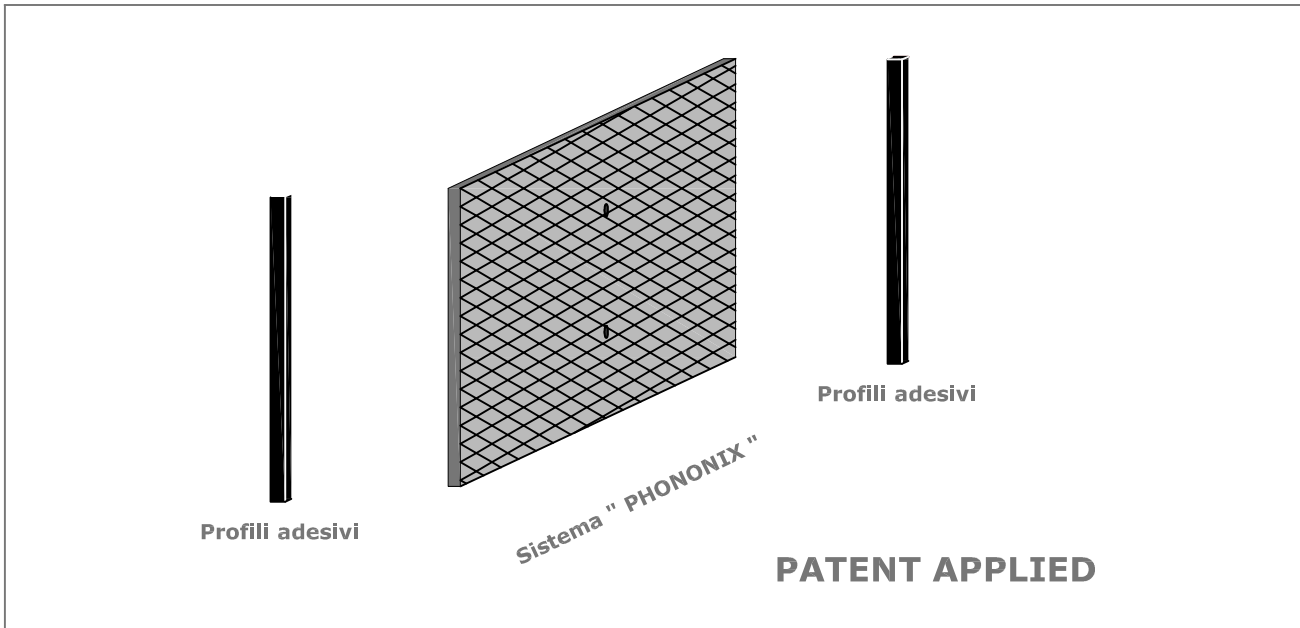 Profili adesivi
Profili adesivi
Sistema " PHONONIX "
PATENT APPLIED